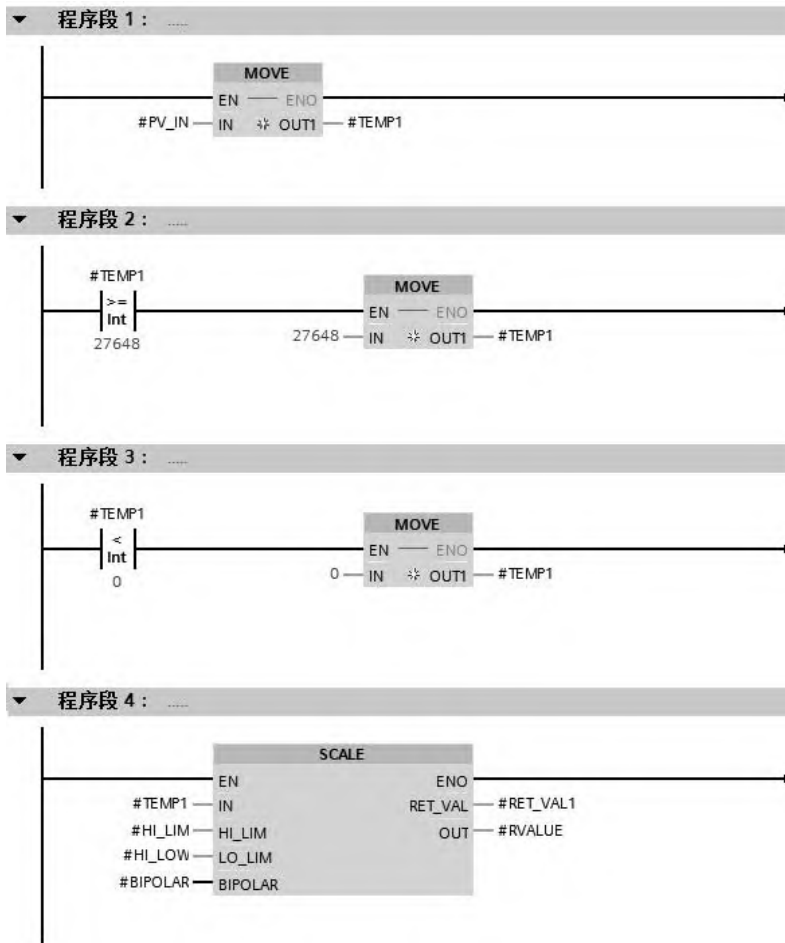 程序段 1： .....
MOVE
EN ENO
#PV_IN IN OUT1 #TEMP1
程序段 2： .....
#TEMP1
>=
Int
27648
MOVE
EN ENO
27648 IN OUT1 #TEMP1
程序段 3： .....
#TEMP1
<
Int
0
MOVE
EN ENO
0 IN OUT1 #TEMP1
程序段 4： .....
SCALE
EN ENO
#TEMP1 IN RET_VAL #RET_VAL1
#HI_LIM HI_LIM OUT #RVALUE
#HI_LOW LO_LIM
#BIPOLAR BIPOLAR